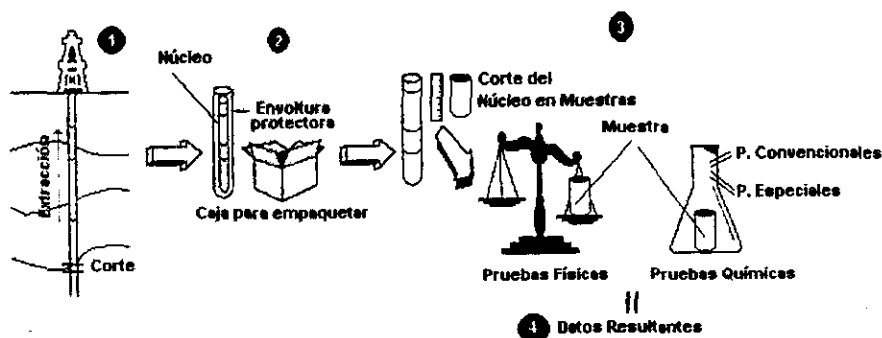 1
Extracción
Corte
2
Núcleo
Envoltura
protectora
Caja para empaquetar
3
Corte del
Núcleo en Muestras
Muestra
P. Convencionales
P. Especiales
Pruebas Físicas
Pruebas Químicas
4 Datos Resultantes